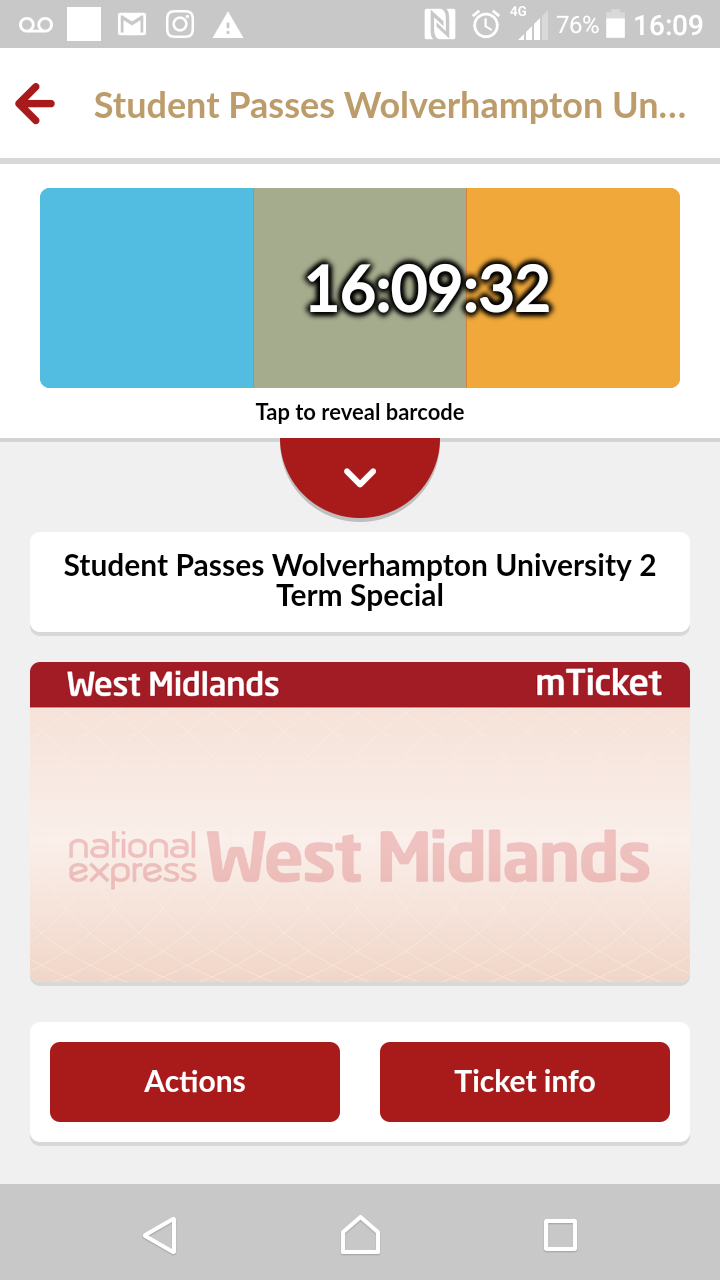 4G 76% 16:09
Student Passes Wolverhampton Un...
16:09:32
Tap to reveal barcode
Student Passes Wolverhampton University 2
Term Special
West Midlands mTicket
national
express West Midlands
Actions Ticket info